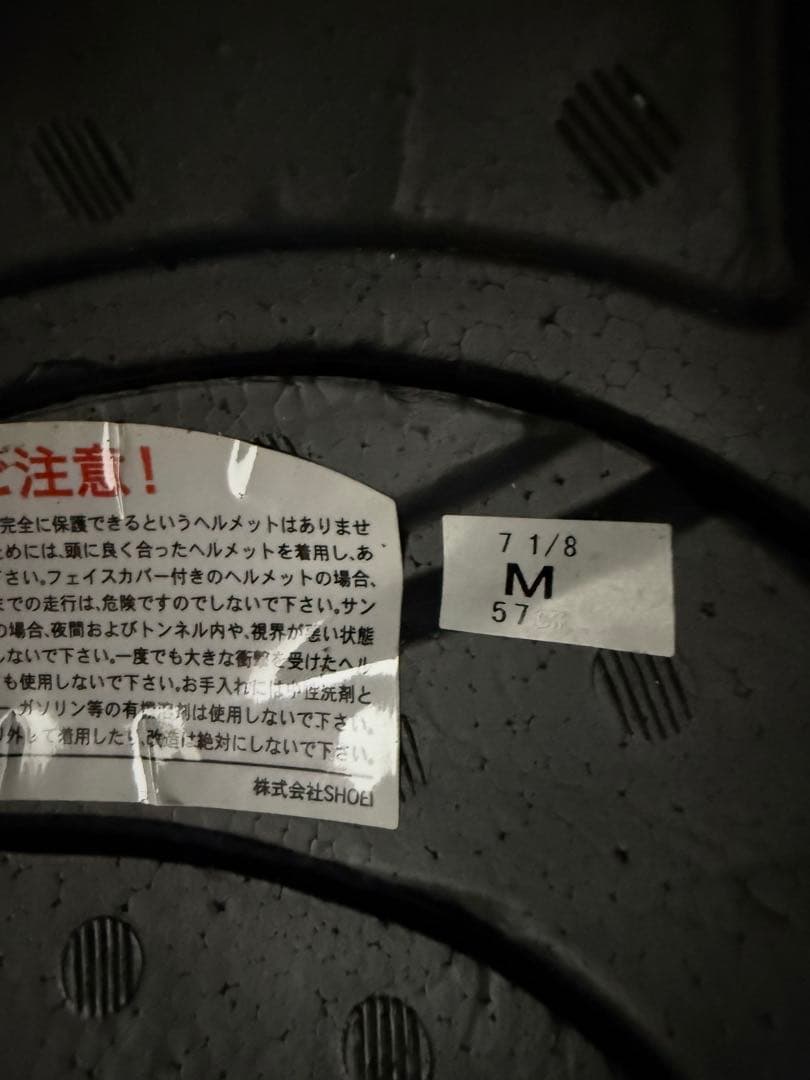 ご注意!
完全に保護できるというヘルメットはありませ
ためには、頭に良く合ったヘルメットを着用し、あ
下さい。フェイスカバー付きのヘルメットの場合、
までの走行は、危険ですのでしないで下さい。サン
の場合、夜間およびトンネル内や、視界が悪い状態
しないで下さい。一度でも大きな衝撃を受けたヘル
も使用しないで下さい。お手入れには中性洗剤と
ー、ガソリン等の有機溶剤は使用しないで下さい。
り外して着用したり、改造は絶対にしないで下さい。
株式会社SHOEI
7 1/8
M
57cm